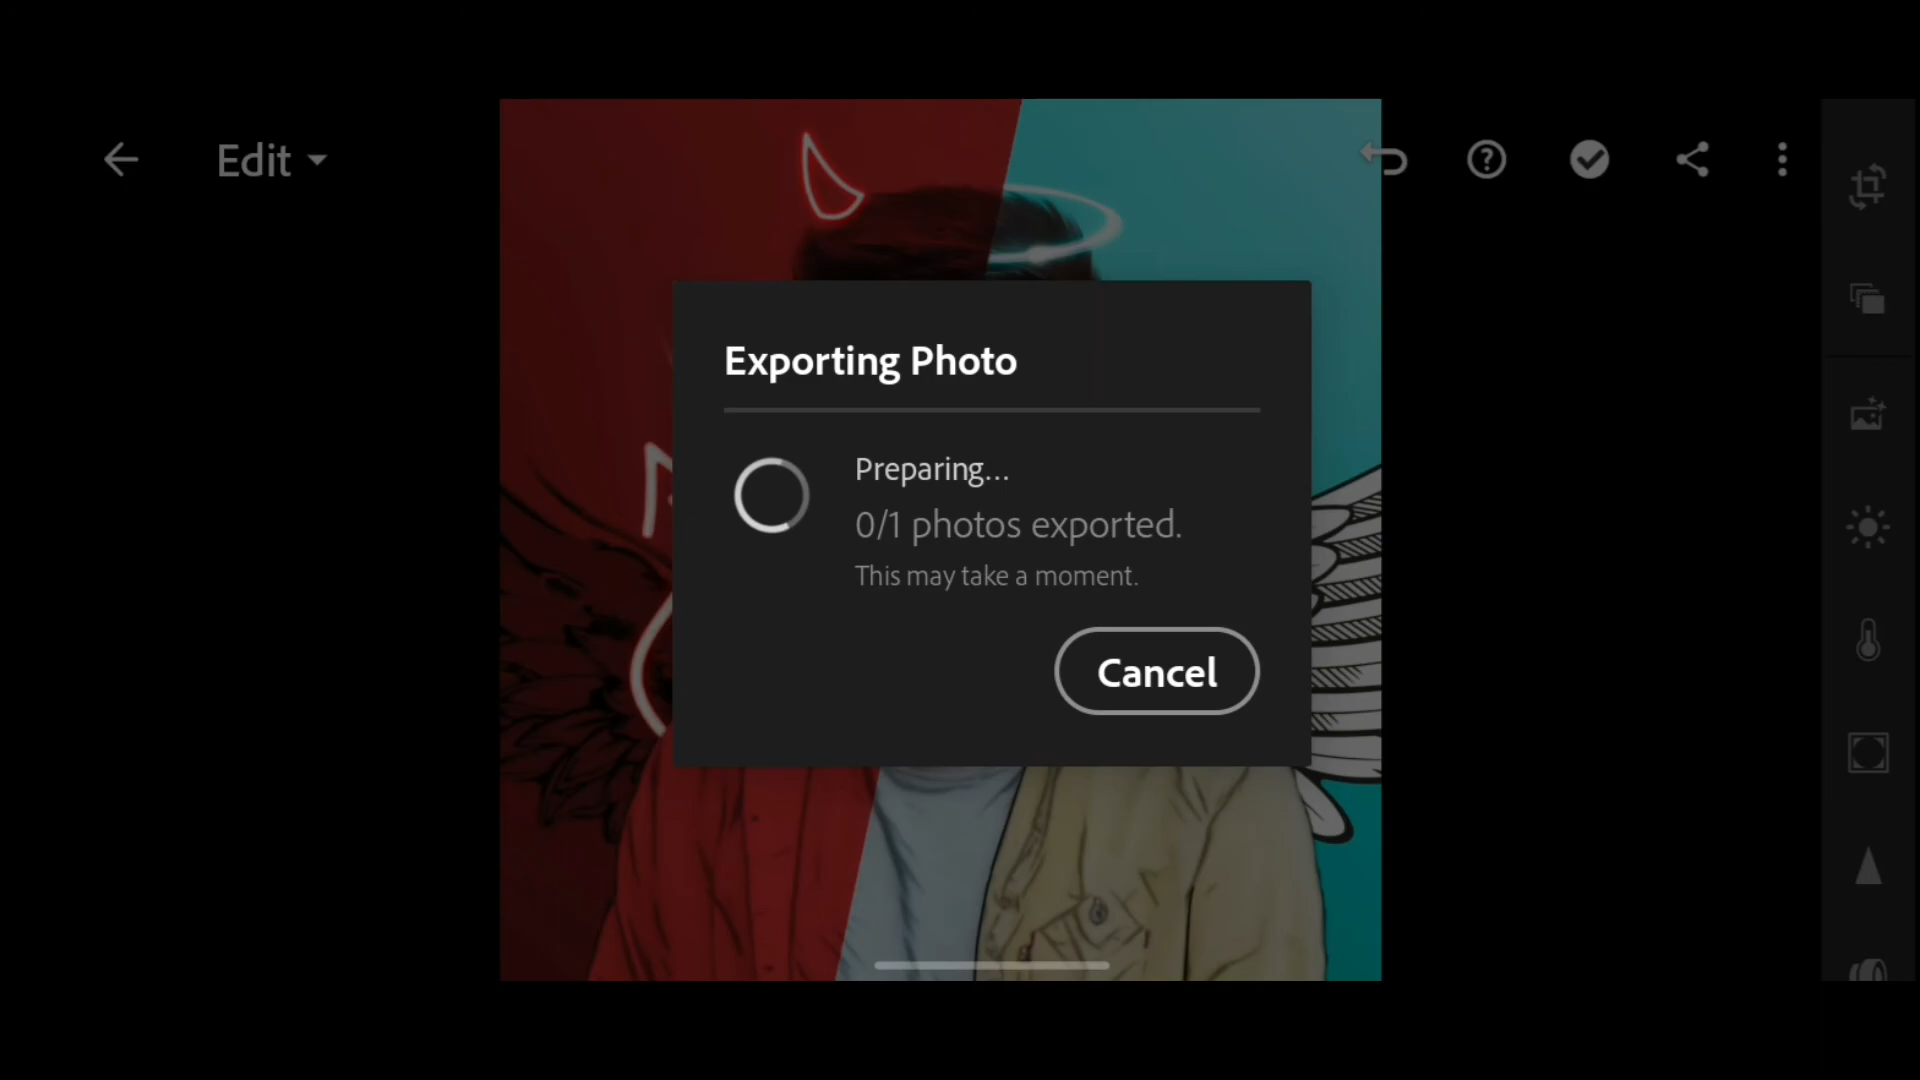 Edit
Exporting Photo
Preparing...
0/1 photos exported.
This may take a moment.
Cancel